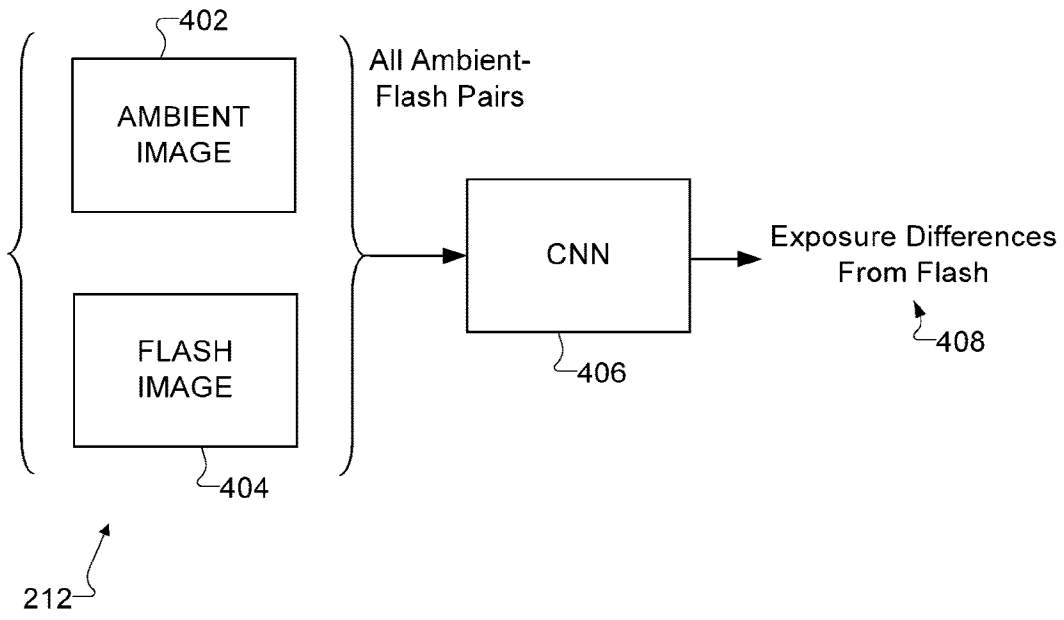 402
AMBIENT
IMAGE
All Ambient-
Flash Pairs
CNN
406
Exposure Differences
From Flash
408
FLASH
IMAGE
404
212